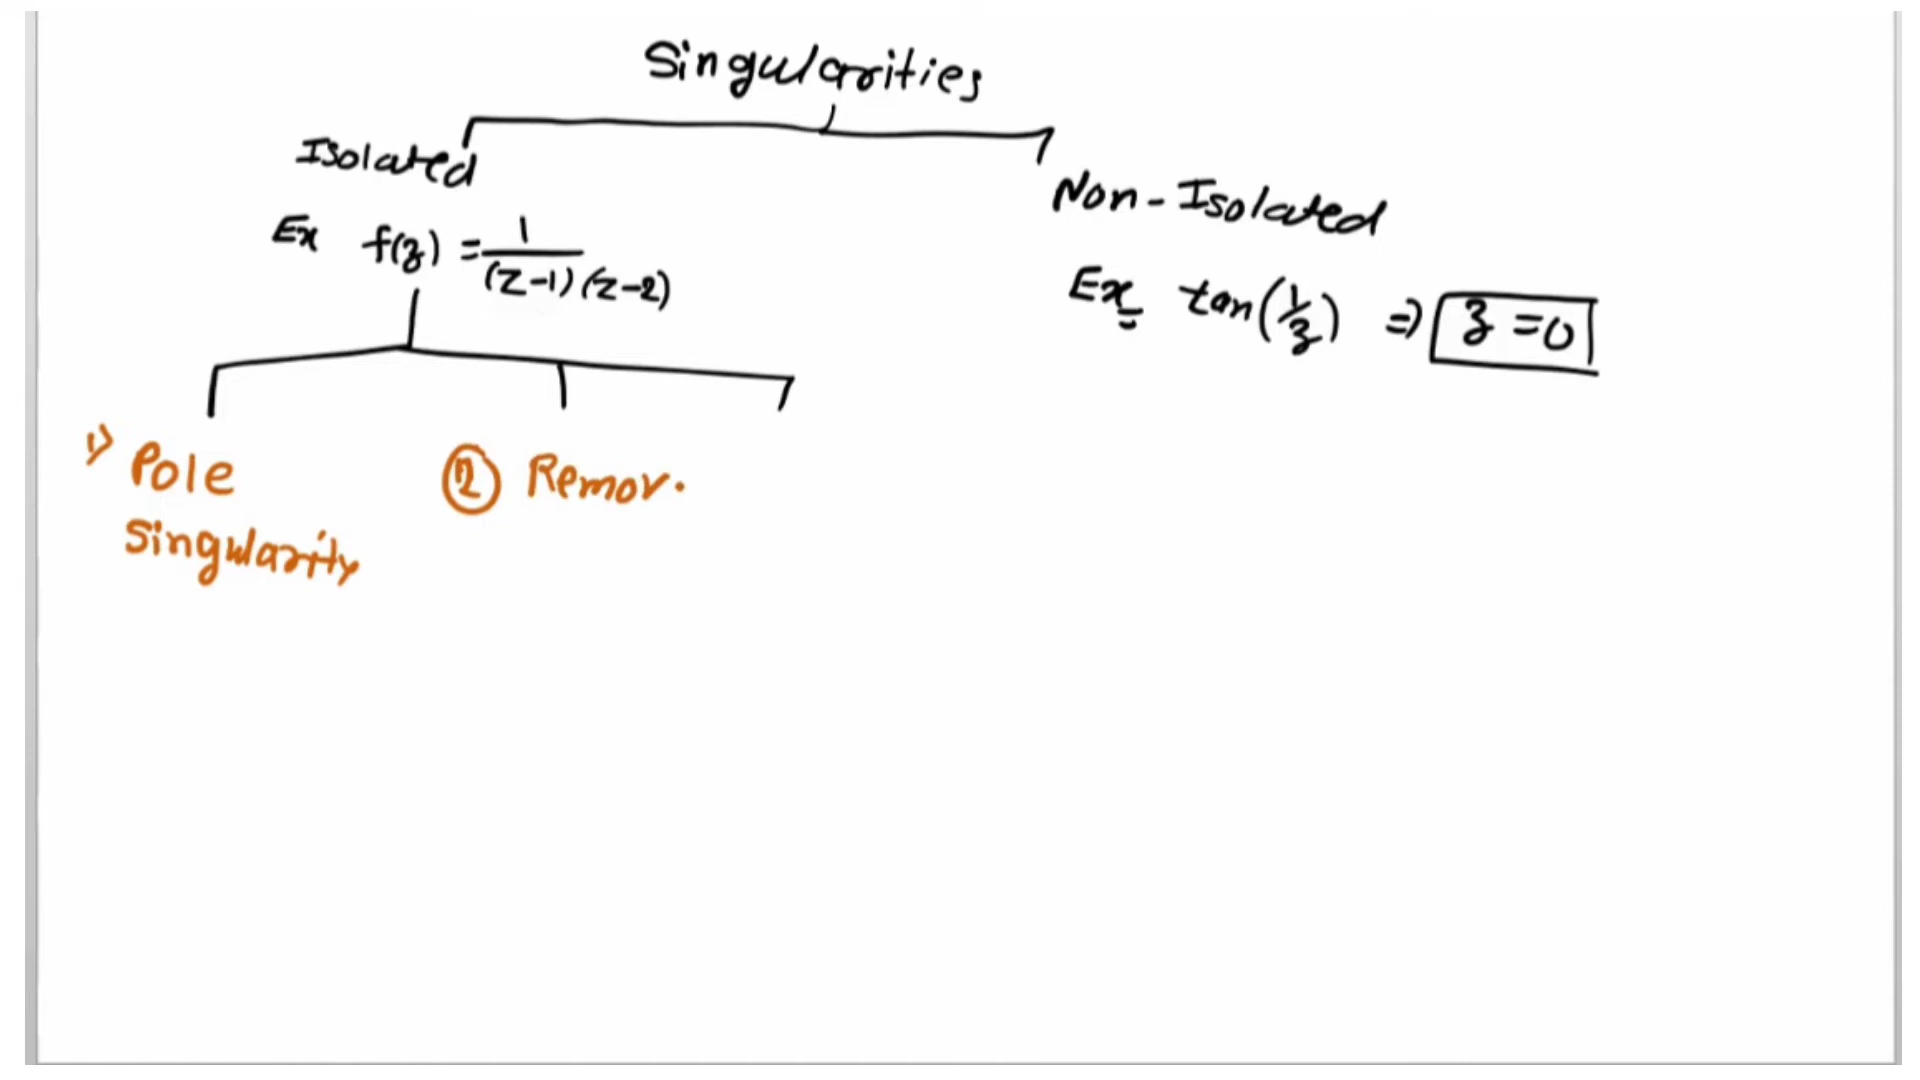 Singularities
Isolated
Non-Isolated
Ex f(z) = 1/((z-1)(z-2))
Ex tan(1/z) ⇒ z=0
1) Pole
Singularity
② Remov.